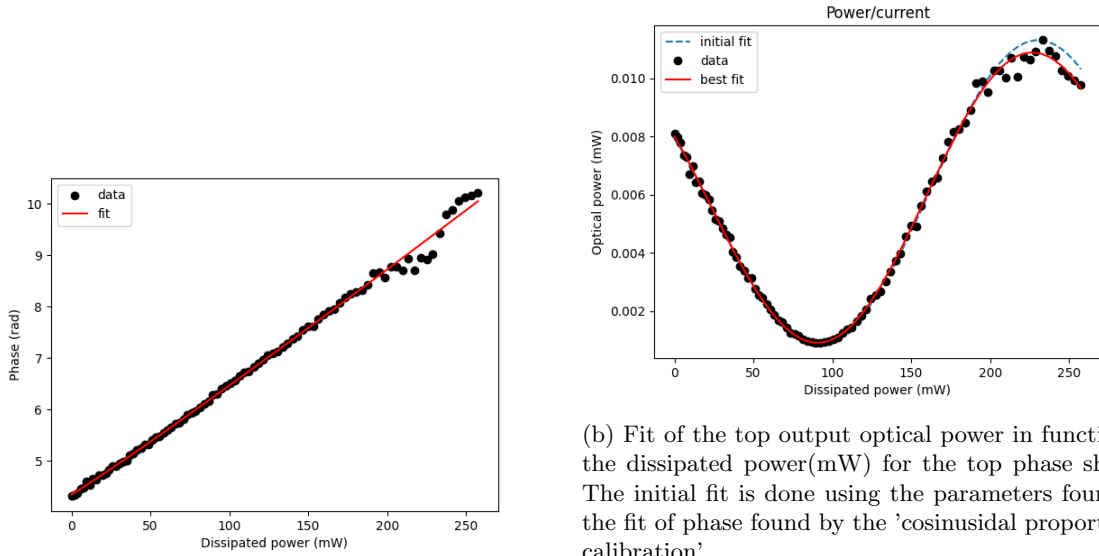 data
fit
10
9
8
7
6
5
Phase (rad)
0
50
100
150
200
250
Dissipated power (mW)
Power/current
initial fit
data
best fit
0.010
0.008
0.006
0.004
0.002
Optical power (mW)
0
50
100
150
200
250
Dissipated power (mW)
(b) Fit of the top output optical power in
the dissipated power(mW) for the top phase
The initial fit is done using the parameters
the fit of phase found by the 'cosinusidal
calibration'